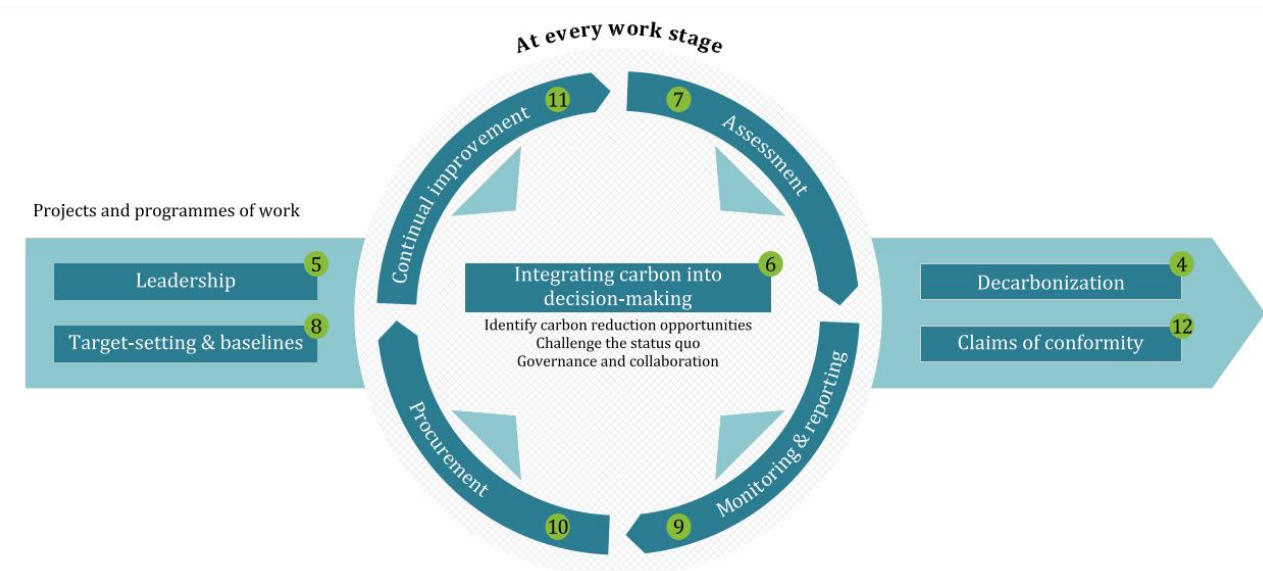 At every work stage
11
7
Continual improvement
Assessment
Projects and programmes of work
5
Leadership
8
Target-setting & baselines
6
Integrating carbon into
decision-making
Identify carbon reduction opportunities
Challenge the status quo
Governance and collaboration
4
Decarbonization
12
Claims of conformity
Procurement
Monitoring & reporting
10
9